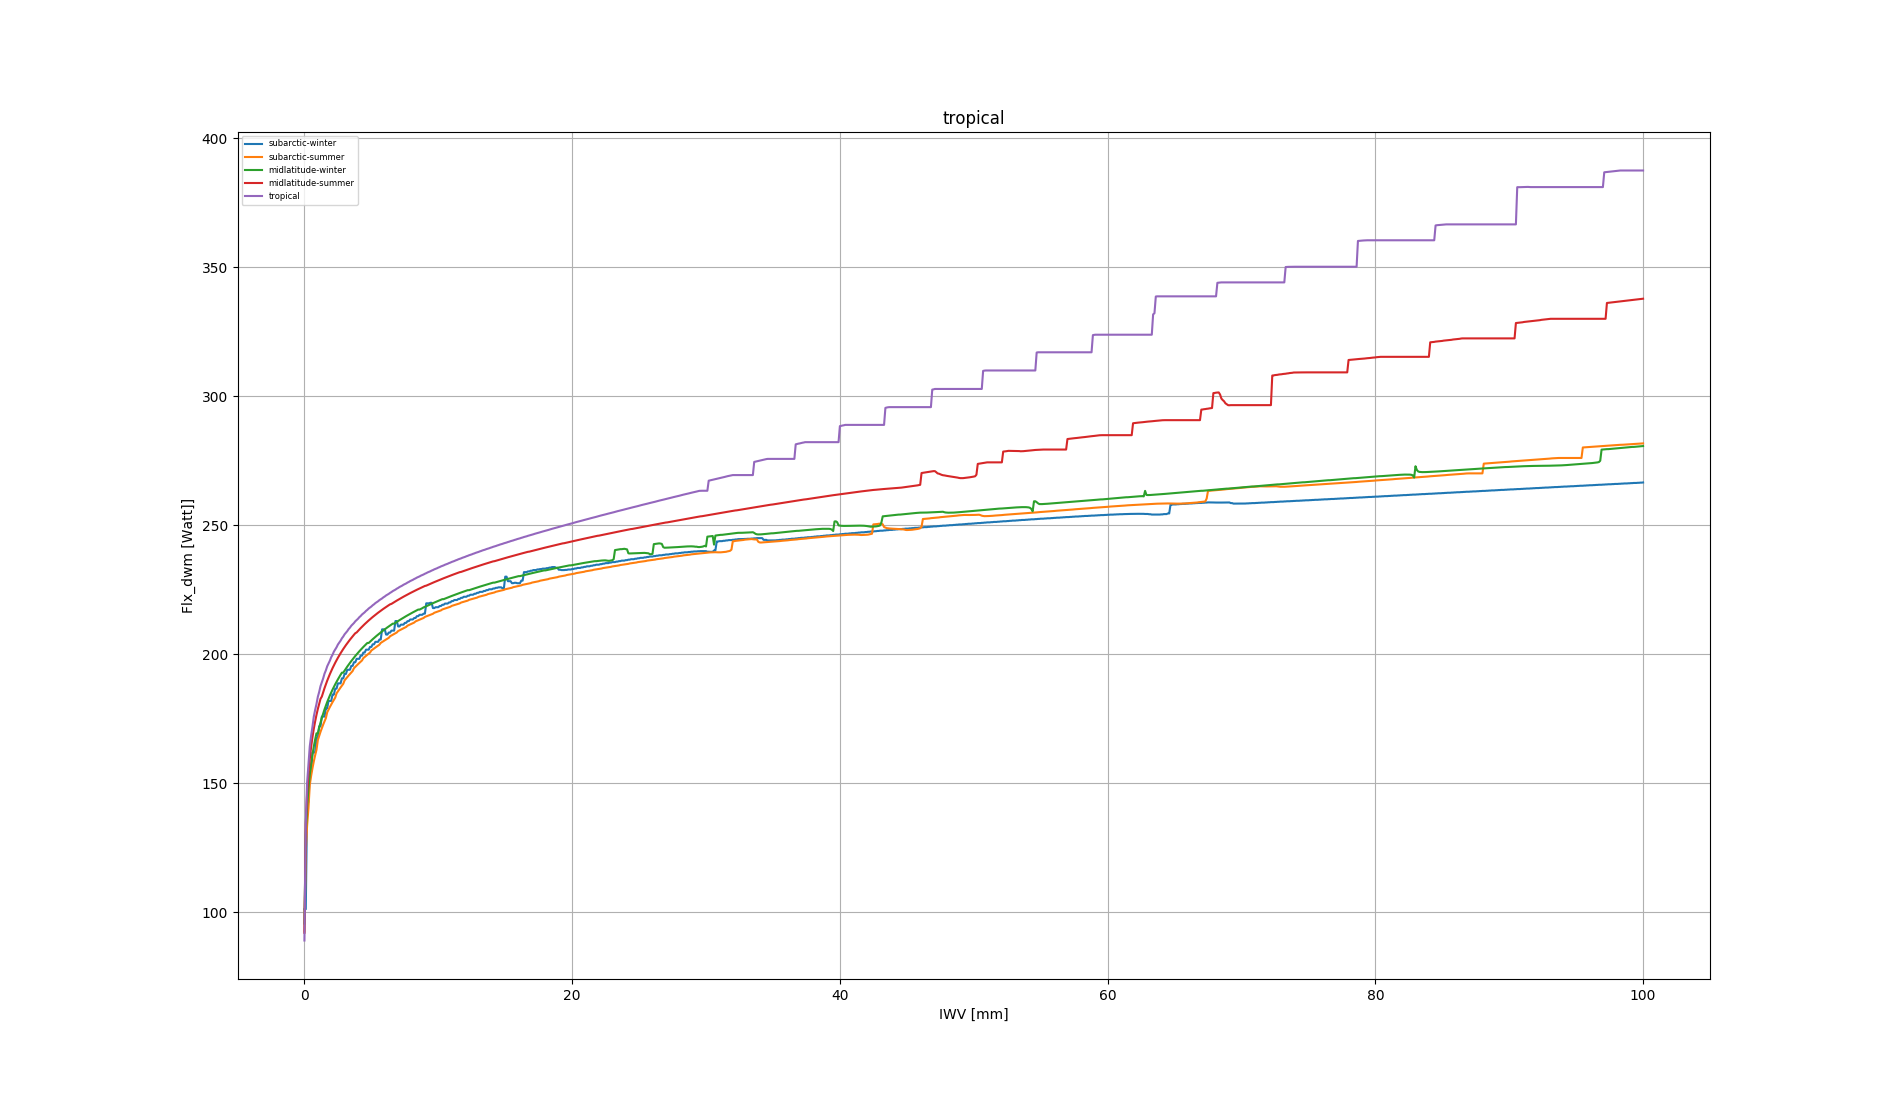 tropical
subarctic-winter
subarctic-summer
midlatitude-winter
midlatitude-summer
tropical
400
350
300
250
200
150
100
Flx_dwm [Watt]]
0 20 40 60 80 100
IWV [mm]